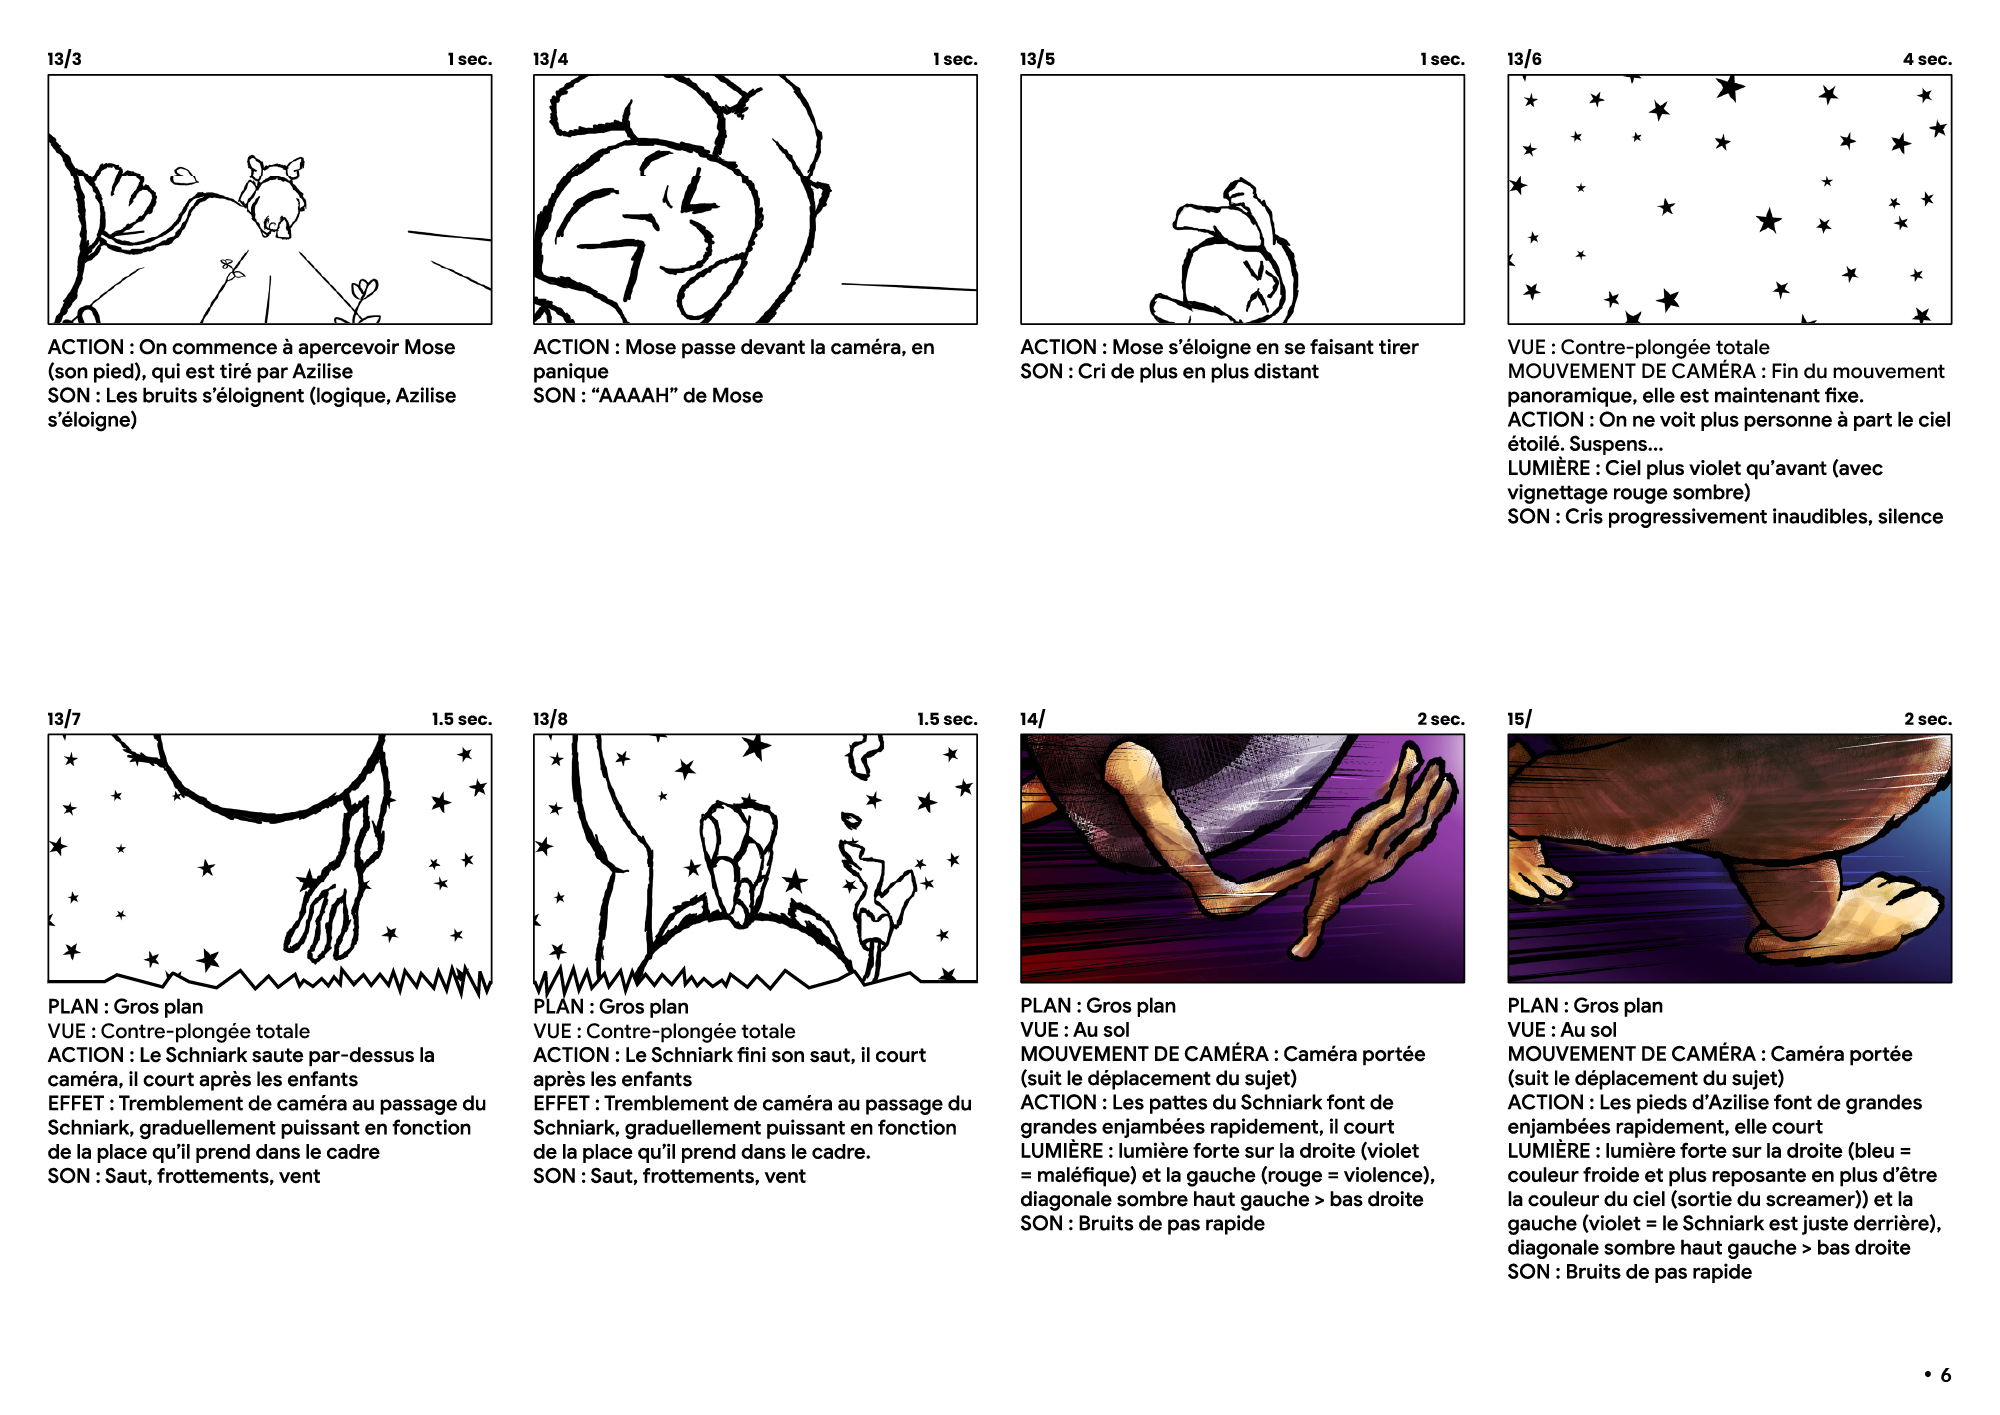 13/3 1 sec.
ACTION : On commence à apercevoir Mose
(son pied), qui est tiré par Azilise
SON : Les bruits s’éloignent (logique, Azilise
s’éloigne)
13/4 1 sec.
ACTION : Mose passe devant la caméra, en
panique
SON : “AAAAH” de Mose
13/5 1 sec.
ACTION : Mose s’éloigne en se faisant tirer
SON : Cri de plus en plus distant
13/6 4 sec.
VUE : Contre-plongée totale
MOUVEMENT DE CAMÉRA : Fin du mouvement
panoramique, elle est maintenant fixe.
ACTION : On ne voit plus personne à part le ciel
étoilé. Suspens...
LUMIÈRE : Ciel plus violet qu’avant (avec
vignettage rouge sombre)
SON : Cris progressivement inaudibles, silence
13/7 1.5 sec.
PLAN : Gros plan
VUE : Contre-plongée totale
ACTION : Le Schniark saute par-dessus la
caméra, il court après les enfants
EFFET : Tremblement de caméra au passage du
Schniark, graduellement puissant en fonction
de la place qu’il prend dans le cadre
SON : Saut, frottements, vent
13/8 1.5 sec.
PLAN : Gros plan
VUE : Contre-plongée totale
ACTION : Le Schniark fini son saut, il court
après les enfants
EFFET : Tremblement de caméra au passage du
Schniark, graduellement puissant en fonction
de la place qu’il prend dans le cadre.
SON : Saut, frottements, vent
14/ 2 sec.
PLAN : Gros plan
VUE : Au sol
MOUVEMENT DE CAMÉRA : Caméra portée
(suit le déplacement du sujet)
ACTION : Les pattes du Schniark font de
grandes enjambées rapidement, il court
LUMIÈRE : lumière forte sur la droite (violet
= maléfique) et la gauche (rouge = violence),
diagonale sombre haut gauche > bas droite
SON : Bruits de pas rapide
15/ 2 sec.
PLAN : Gros plan
VUE : Au sol
MOUVEMENT DE CAMÉRA : Caméra portée
(suit le déplacement du sujet)
ACTION : Les pieds d’Azilise font de grandes
enjambées rapidement, elle court
LUMIÈRE : lumière forte sur la droite (bleu =
couleur froide et plus reposante en plus d’être
la couleur du ciel (sortie du screamer)) et la
gauche (violet = le Schniark est juste derrière),
diagonale sombre haut gauche > bas droite
SON : Bruits de pas rapide
• 6